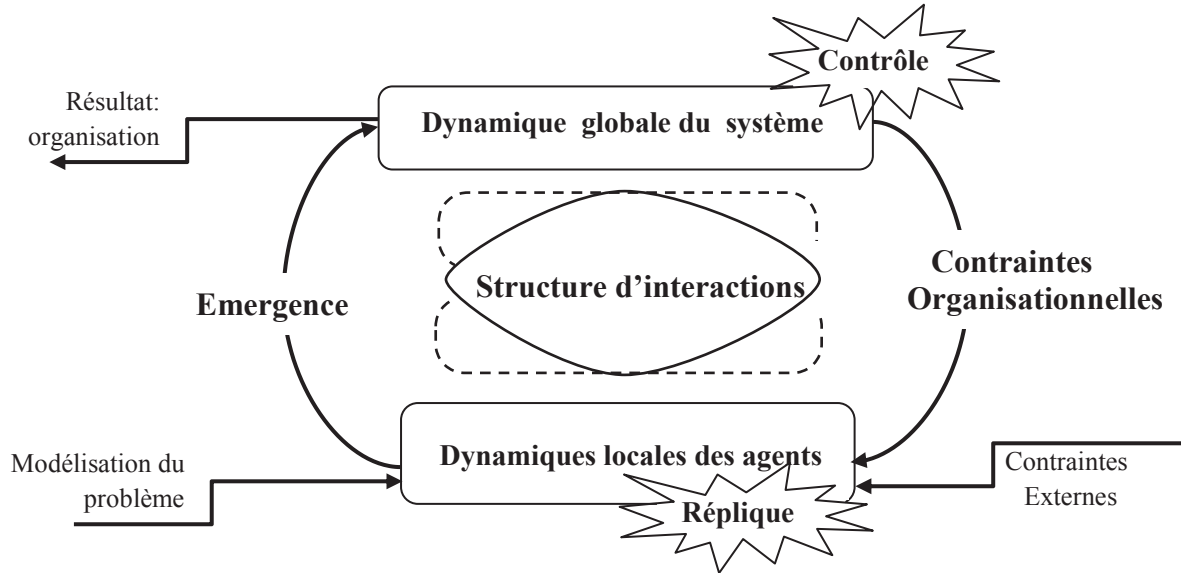 Contrôle
Résultat:
organisation
Dynamique globale du système
Structure d’interactions
Emergence
Contraintes
Organisationnelles
Dynamiques locales des agents
Réplique
Modélisation du
problème
Contraintes
Externes